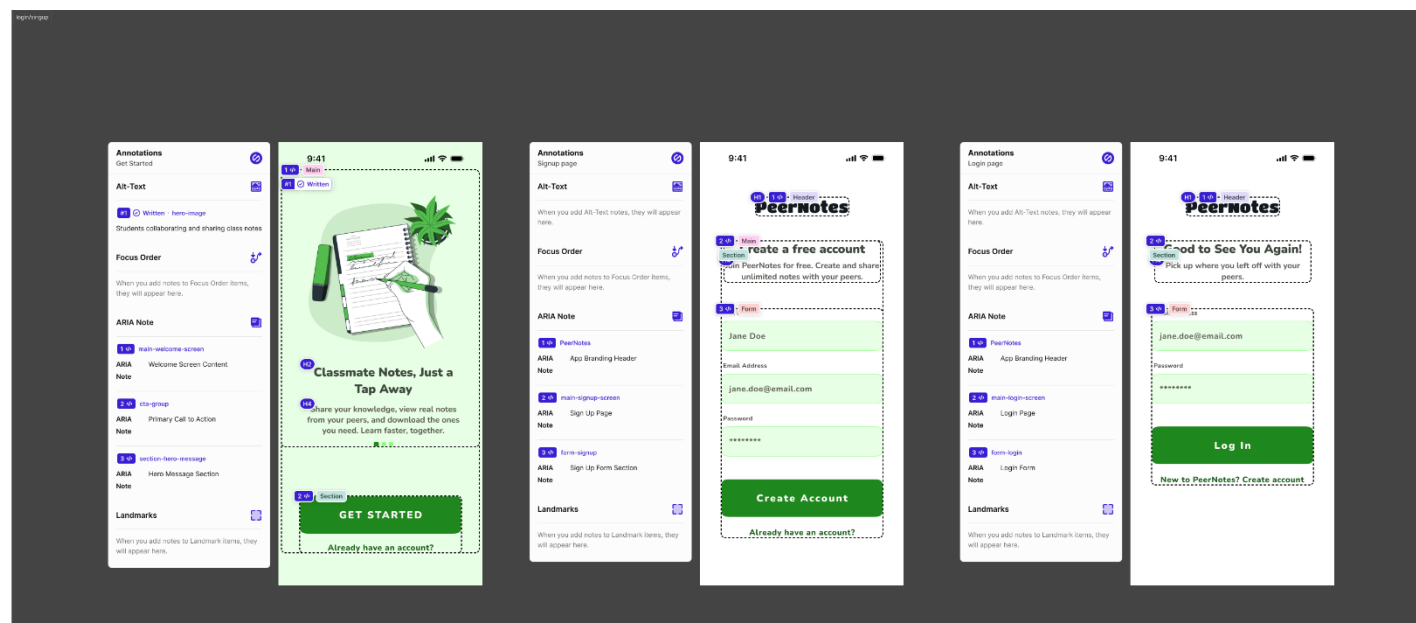 login/singup
Annotations
Get Started
Alt-Text
#1 Written · hero-image
Students collaborating and sharing class notes
Focus Order
When you add notes to Focus Order items,
they will appear here.
ARIA Note
1 </> main-welcome-screen
ARIA Note Welcome Screen Content
2 </> cta-group
ARIA Note Primary Call to Action
3 </> section-hero-message
ARIA Note Hero Message Section
Landmarks
When you add notes to Landmark items, they
will appear here.
9:41
1 </> Main
#1 Written
H2
Classmate Notes, Just a
Tap Away
H4
Share your knowledge, view real notes
from your peers, and download the ones
you need. Learn faster, together.
2 </> Section
GET STARTED
Already have an account?
Annotations
Signup page
Alt-Text
When you add Alt-Text notes, they will appear
here.
Focus Order
When you add notes to Focus Order items,
they will appear here.
ARIA Note
1 </> PeerNotes
ARIA Note App Branding Header
2 </> main-signup-screen
ARIA Note Sign Up Page
3 </> form-signup
ARIA Note Sign Up Form Section
Landmarks
When you add notes to Landmark items, they
will appear here.
9:41
H1 1 </> Header
PeerNotes
2 </> Main
Create a free account
Section
Join PeerNotes for free. Create and share
unlimited notes with your peers.
3 </> Form
Jane Doe
Email Address
jane.doe@email.com
Password
********
Create Account
Already have an account?
Annotations
Login page
Alt-Text
When you add Alt-Text notes, they will appear
here.
Focus Order
When you add notes to Focus Order items,
they will appear here.
ARIA Note
1 </> PeerNotes
ARIA Note App Branding Header
2 </> main-login-screen
ARIA Note Login Page
3 </> form-login
ARIA Note Login Form
Landmarks
When you add notes to Landmark items, they
will appear here.
9:41
H1 1 </> Header
PeerNotes
2 </>
Good to See You Again!
Section
Pick up where you left off with your
peers.
3 </> Form
jane.doe@email.com
Password
********
Log In
New to PeerNotes? Create account